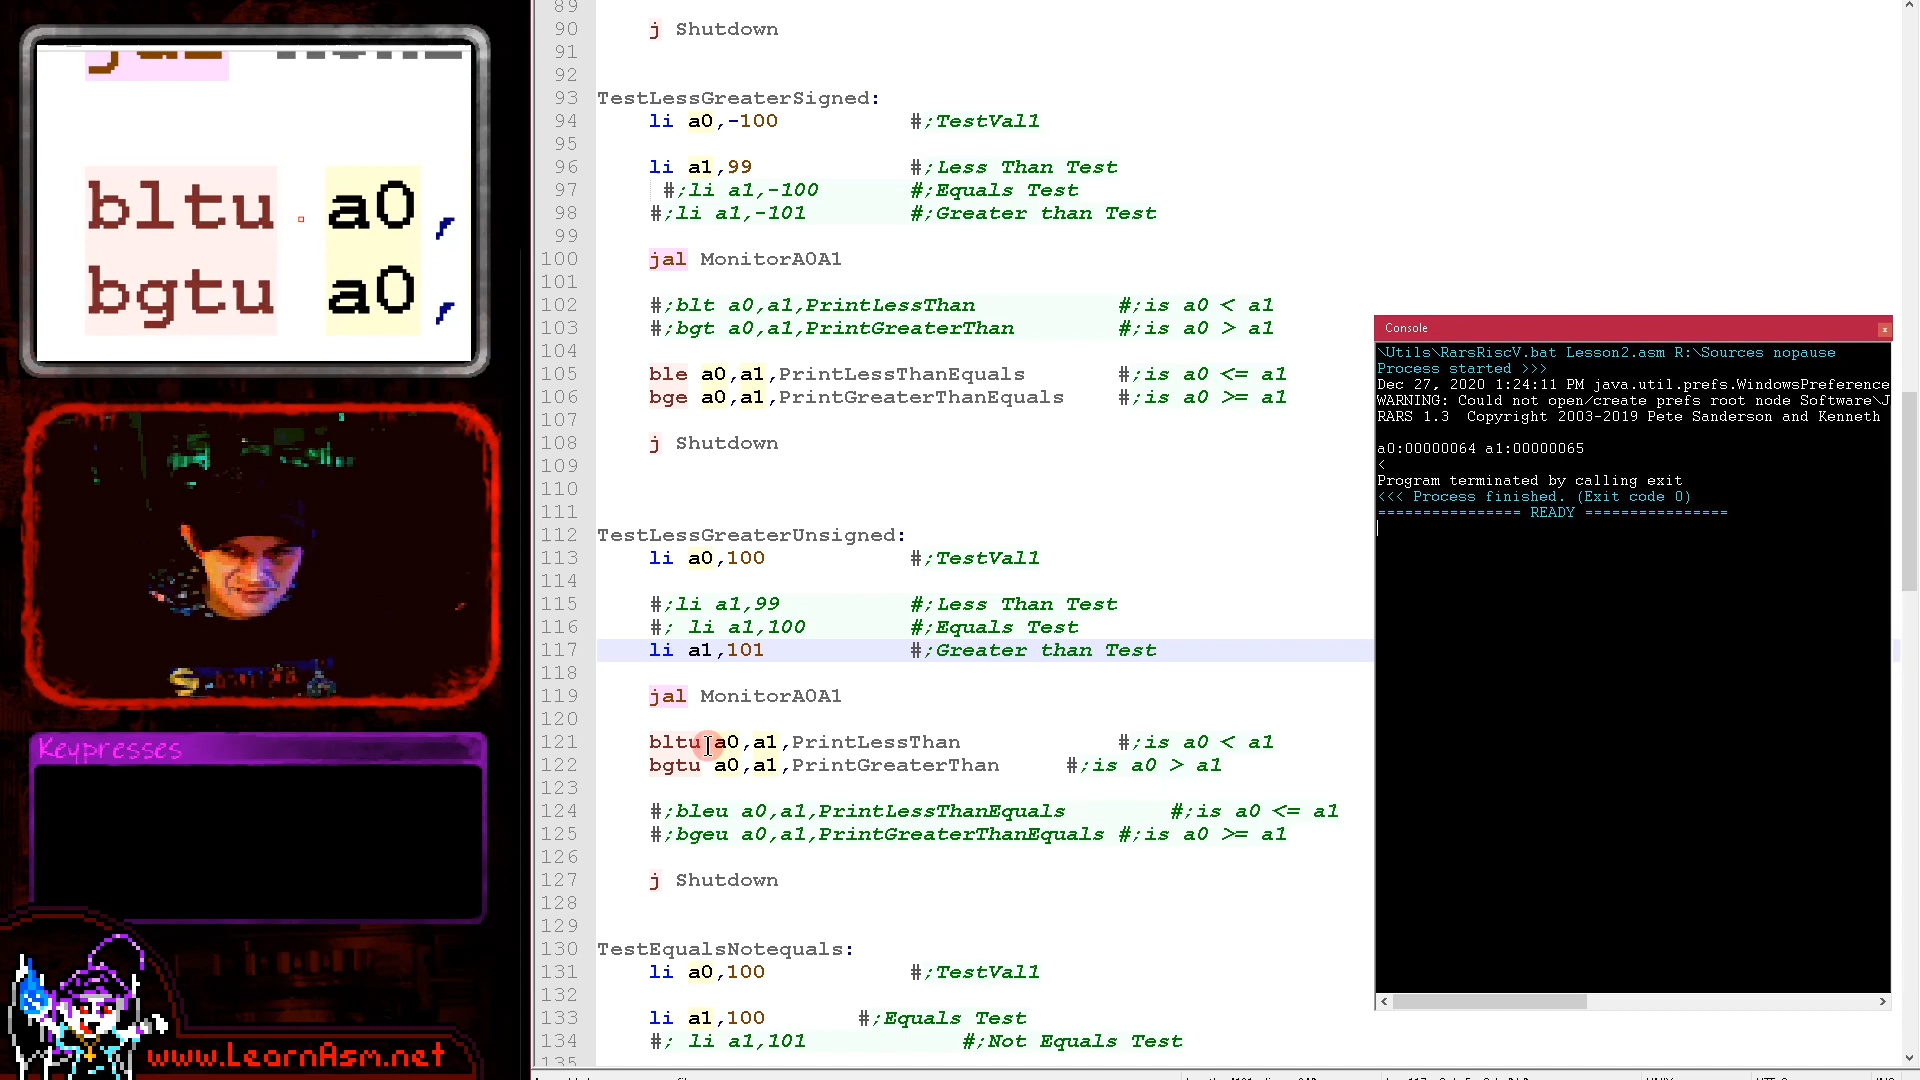 bltu a0,
bgtu a0,
Keypresses
www.LearnAsm.net
89
90 j Shutdown
91
92
93 TestLessGreaterSigned:
94 li a0,-100 #;TestVal1
95
96 li a1,99 #;Less Than Test
97 #;li a1,-100 #;Equals Test
98 #;li a1,-101 #;Greater than Test
99
100 jal MonitorA0A1
101
102 #;blt a0,a1,PrintLessThan #;is a0 < a1
103 #;bgt a0,a1,PrintGreaterThan #;is a0 > a1
104
105 ble a0,a1,PrintLessThanEquals #;is a0 <= a1
106 bge a0,a1,PrintGreaterThanEquals #;is a0 >= a1
107
108 j Shutdown
109
110
111
112 TestLessGreaterUnsigned:
113 li a0,100 #;TestVal1
114
115 #;li a1,99 #;Less Than Test
116 #; li a1,100 #;Equals Test
117 li a1,101 #;Greater than Test
118
119 jal MonitorA0A1
120
121 bltu a0,a1,PrintLessThan #;is a0 < a1
122 bgtu a0,a1,PrintGreaterThan #;is a0 > a1
123
124 #;bleu a0,a1,PrintLessThanEquals #;is a0 <= a1
125 #;bgeu a0,a1,PrintGreaterThanEquals #;is a0 >= a1
126
127 j Shutdown
128
129
130 TestEqualsNotequals:
131 li a0,100 #;TestVal1
132
133 li a1,100 #;Equals Test
134 #; li a1,101 #;Not Equals Test
135
Console
\Utils\RarsRiscV.bat Lesson2.asm R:\Sources nopause
Process started >>>
Dec 27, 2020 1:24:11 PM java.util.prefs.WindowsPreference
WARNING: Could not open/create prefs root node Software\J
RARS 1.3 Copyright 2003-2019 Pete Sanderson and Kenneth
a0:00000064 a1:00000065
<
Program terminated by calling exit
<<< Process finished. (Exit code 0)
================ READY ================